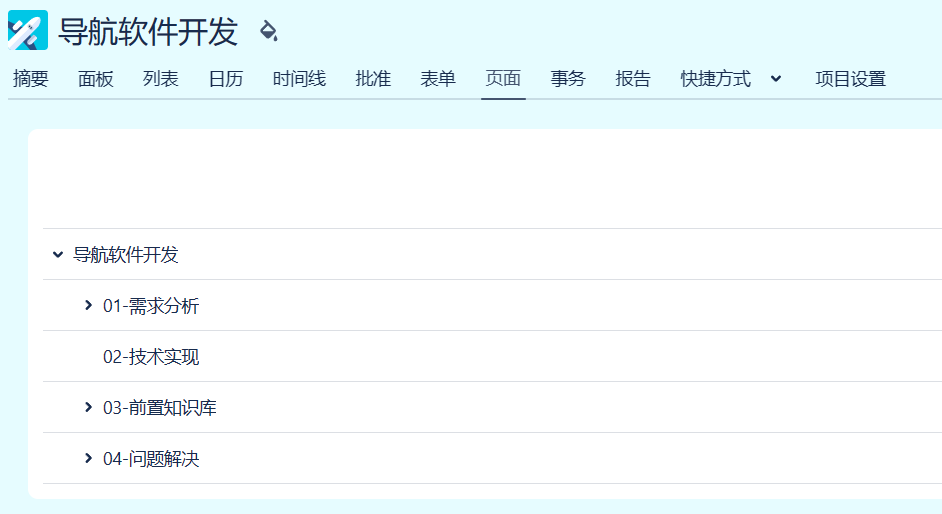 导航软件开发
摘要 面板 列表 日历 时间线 批准 表单 页面 事务 报告 快捷方式 项目设置
导航软件开发
01-需求分析
02-技术实现
03-前置知识库
04-问题解决